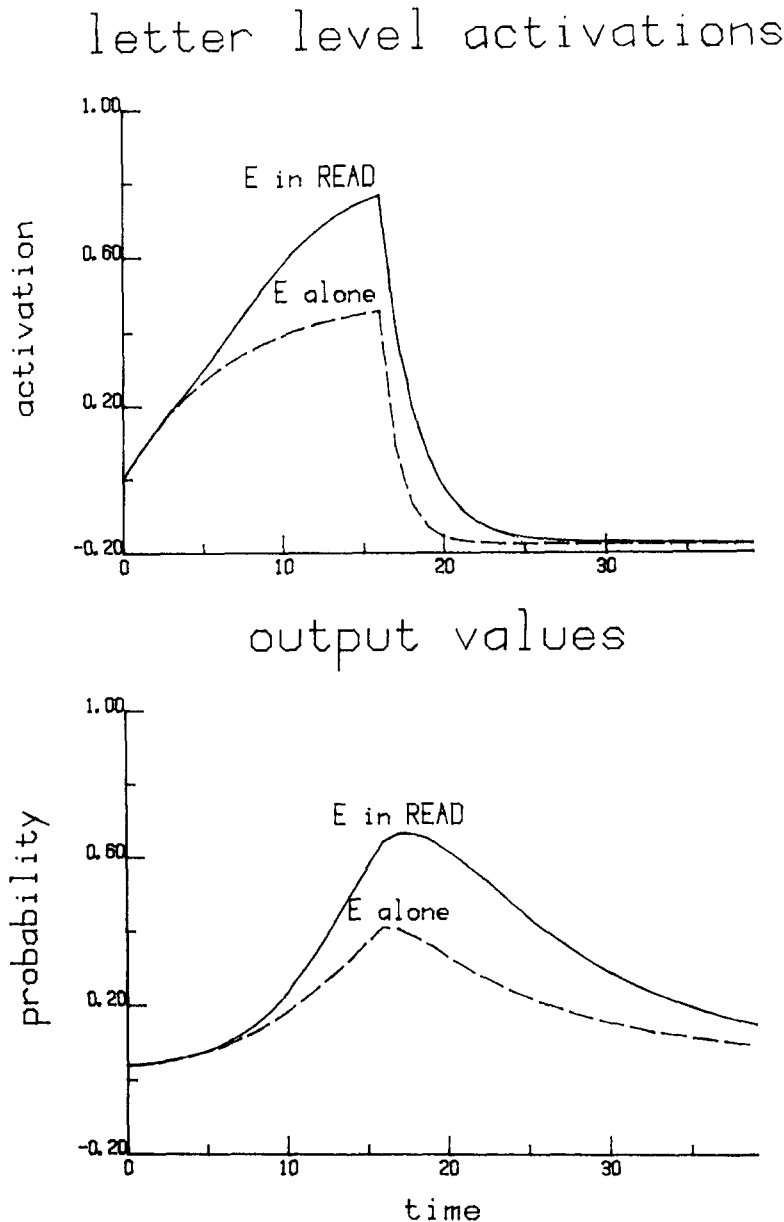 letter level activations
1.00
E in READ
0.60
E alone
activation
0.20
-0.20
0 10 20 30
output values
1.00
E in READ
0.60
E alone
probability
0.20
-0.20
0 10 20 30
time